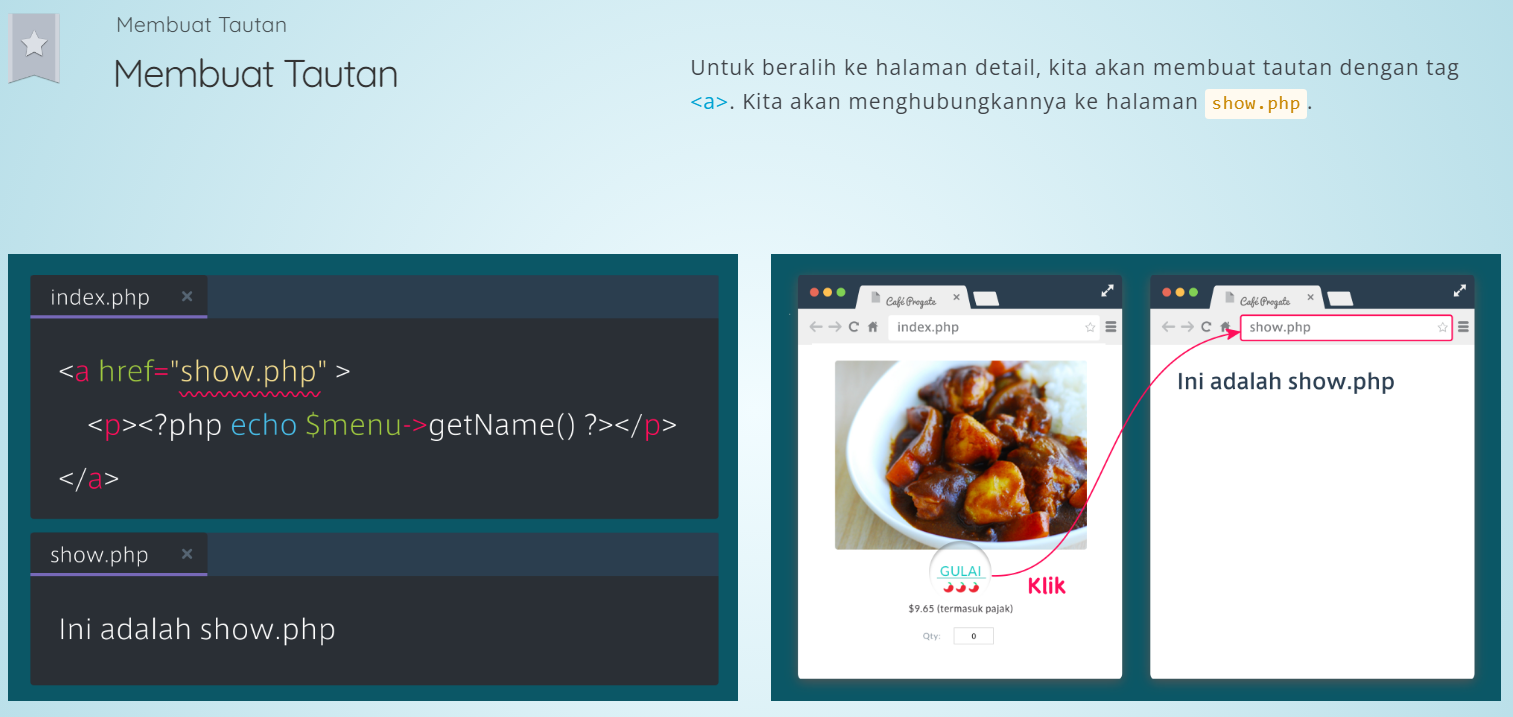 Membuat Tautan
Membuat Tautan
Untuk beralih ke halaman detail, kita akan membuat tautan dengan tag
<a>. Kita akan menghubungkannya ke halaman show.php.
index.php ×
<a href="show.php" >
<p><?php echo $menu->getName() ?></p>
</a>
show.php ×
Ini adalah show.php
Café Progate ×
index.php
GULAI
Klik
$9.65 (termasuk pajak)
Qty: 0
Café Progate ×
show.php
Ini adalah show.php